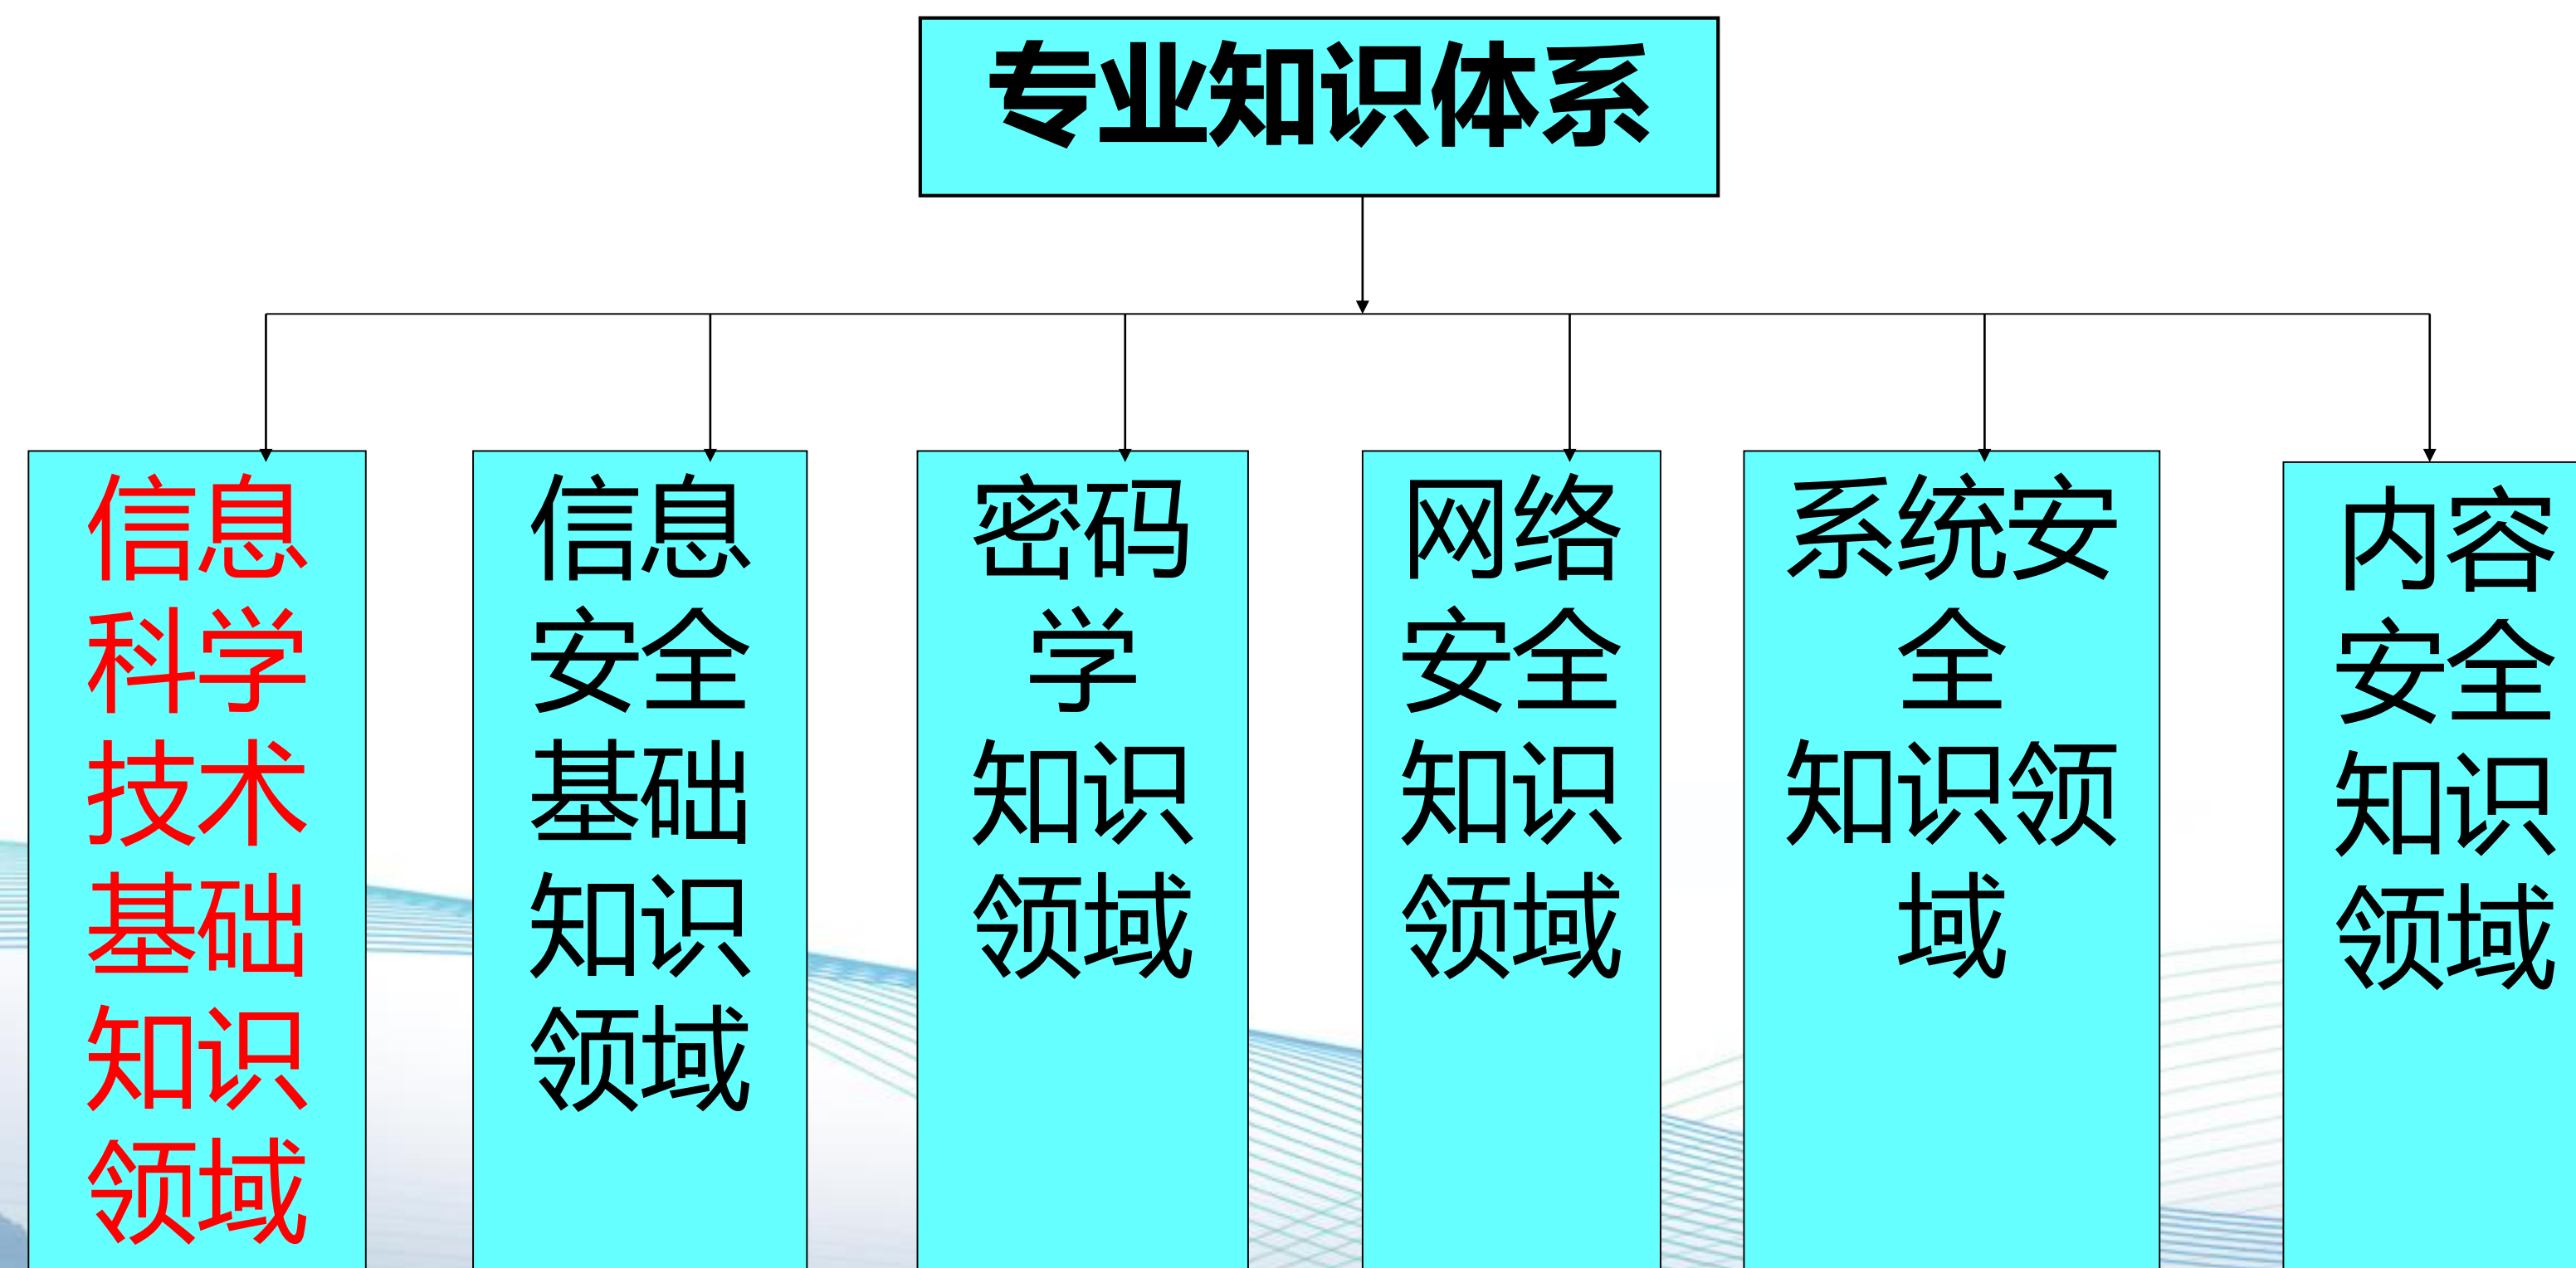 专业知识体系
信息
科学
技术
基础
知识
领域
信息
安全
基础
知识
领域
密码
学
知识
领域
网络
安全
知识
领域
系统安
全
知识领
域
内容
安全
知识
领域